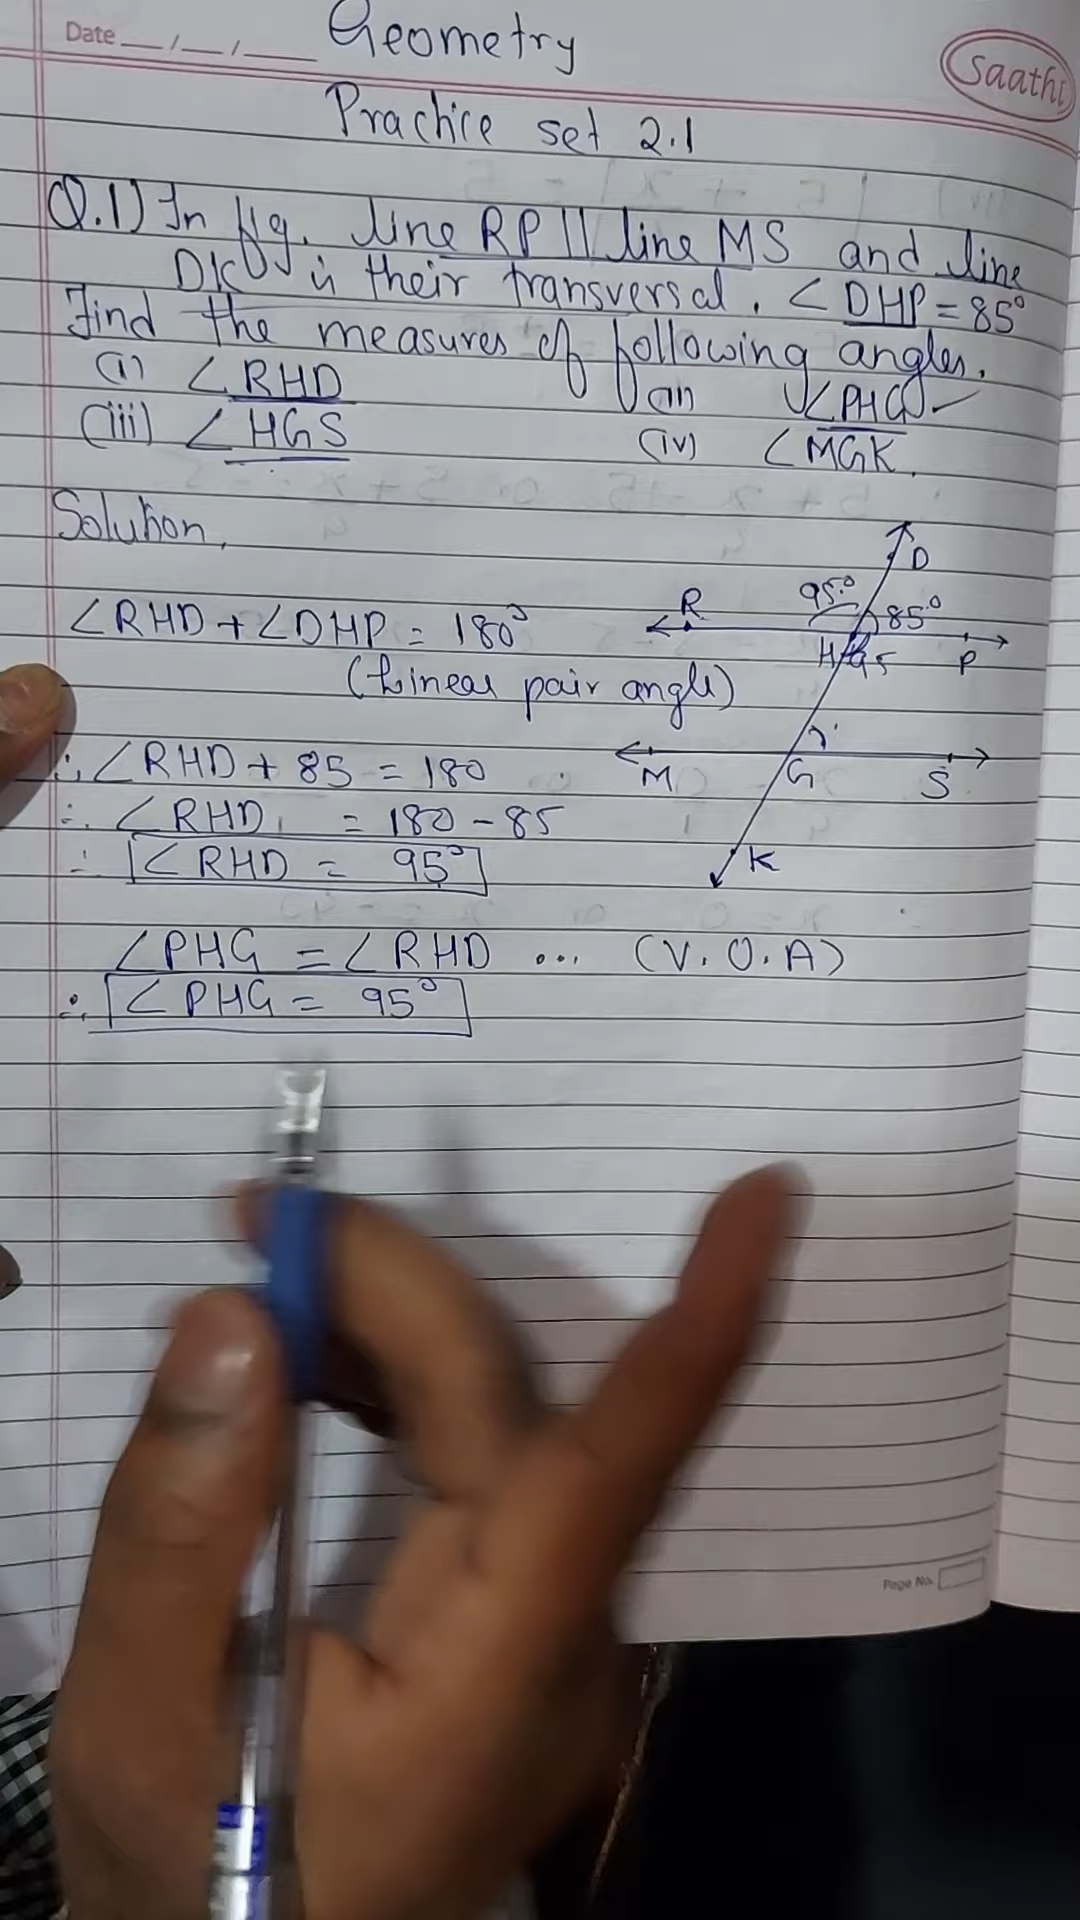 Date __/__/____
Geometry
Saathi
Practice set 2.1
Q.1) In fig. line RP || line MS and line
DK is their transversal. ∠DHP = 85°
Find the measures of following angles.
(i) ∠RHD (ii) ∠PHG
(iii) ∠HGS (iv) ∠MGK.
Solution,
D
95°
R
85°
∠RHD + ∠DHP = 180°
H
P
(Linear pair angle)
∴ ∠RHD + 85 = 180
M
G
S
∴ ∠RHD = 180 - 85
∴ ∠RHD = 95°
K
∠PHG = ∠RHD ... (V.O.A)
∴ ∠PHG = 95°
Page No.